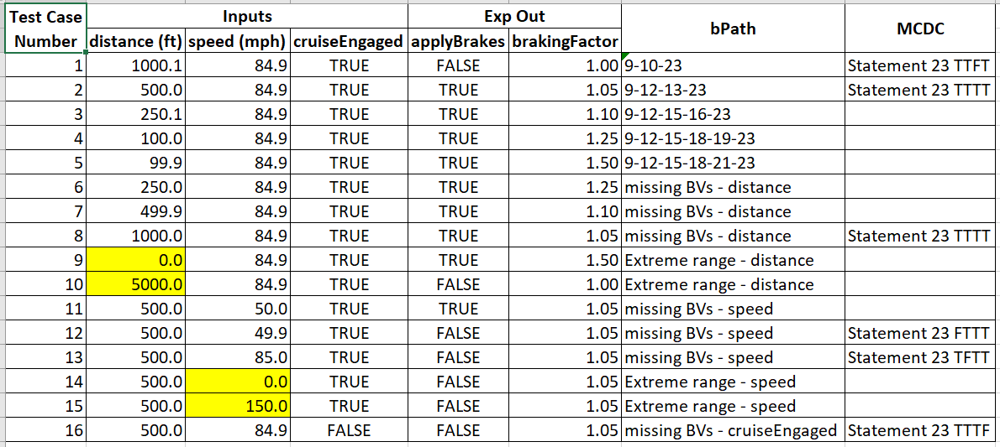 Test Case Number Inputs Exp Out bPath MCDC
distance (ft) speed (mph) cruiseEngaged applyBrakes brakingFactor
1 1000.1 84.9 TRUE FALSE 1.00 9-10-23 Statement 23 TTFT
2 500.0 84.9 TRUE TRUE 1.05 9-12-13-23 Statement 23 TTTT
3 250.1 84.9 TRUE TRUE 1.10 9-12-15-16-23
4 100.0 84.9 TRUE TRUE 1.25 9-12-15-18-19-23
5 99.9 84.9 TRUE TRUE 1.50 9-12-15-18-21-23
6 250.0 84.9 TRUE TRUE 1.25 missing BVs - distance
7 499.9 84.9 TRUE TRUE 1.10 missing BVs - distance
8 1000.0 84.9 TRUE TRUE 1.05 missing BVs - distance Statement 23 TTTT
9 0.0 84.9 TRUE TRUE 1.50 Extreme range - distance
10 5000.0 84.9 TRUE FALSE 1.00 Extreme range - distance
11 500.0 50.0 TRUE TRUE 1.05 missing BVs - speed
12 500.0 49.9 TRUE FALSE 1.05 missing BVs - speed Statement 23 FTTT
13 500.0 85.0 TRUE FALSE 1.05 missing BVs - speed Statement 23 TFTT
14 500.0 0.0 TRUE FALSE 1.05 Extreme range - speed
15 500.0 150.0 TRUE FALSE 1.05 Extreme range - speed
16 500.0 84.9 FALSE FALSE 1.05 missing BVs - cruiseEngaged Statement 23 TTTF